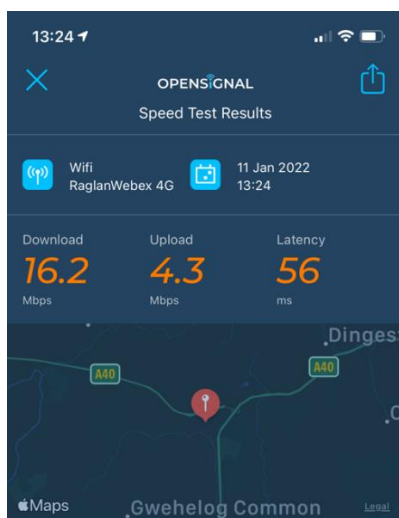 13:24
OPENSIGNAL
Speed Test Results
Wifi
RaglanWebex 4G
11 Jan 2022
13:24
Download
Upload
Latency
16.2
4.3
56
Mbps
Mbps
ms
.Dinges
A40
A40
.C
Maps
.Gwehelog Common
Legal